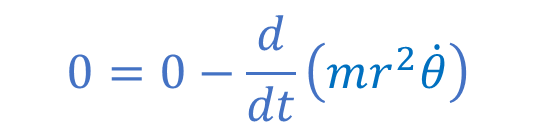 0 = 0 − d/dt (mr²θ̇)